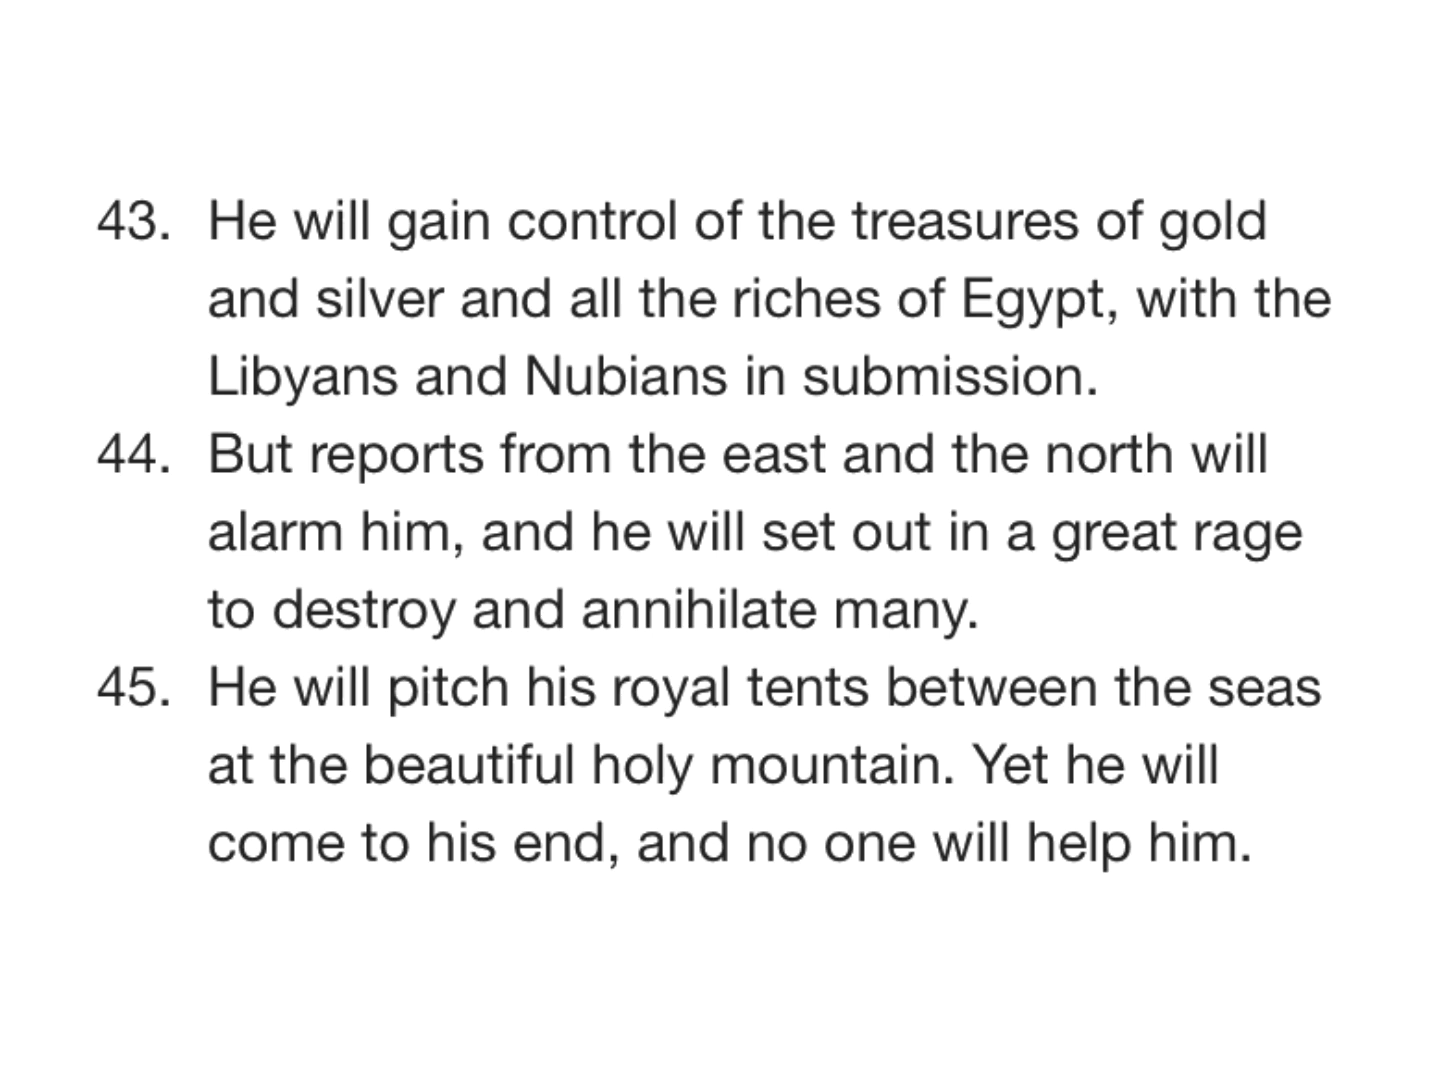 43. He will gain control of the treasures of gold
and silver and all the riches of Egypt, with the
Libyans and Nubians in submission.
44. But reports from the east and the north will
alarm him, and he will set out in a great rage
to destroy and annihilate many.
45. He will pitch his royal tents between the seas
at the beautiful holy mountain. Yet he will
come to his end, and no one will help him.